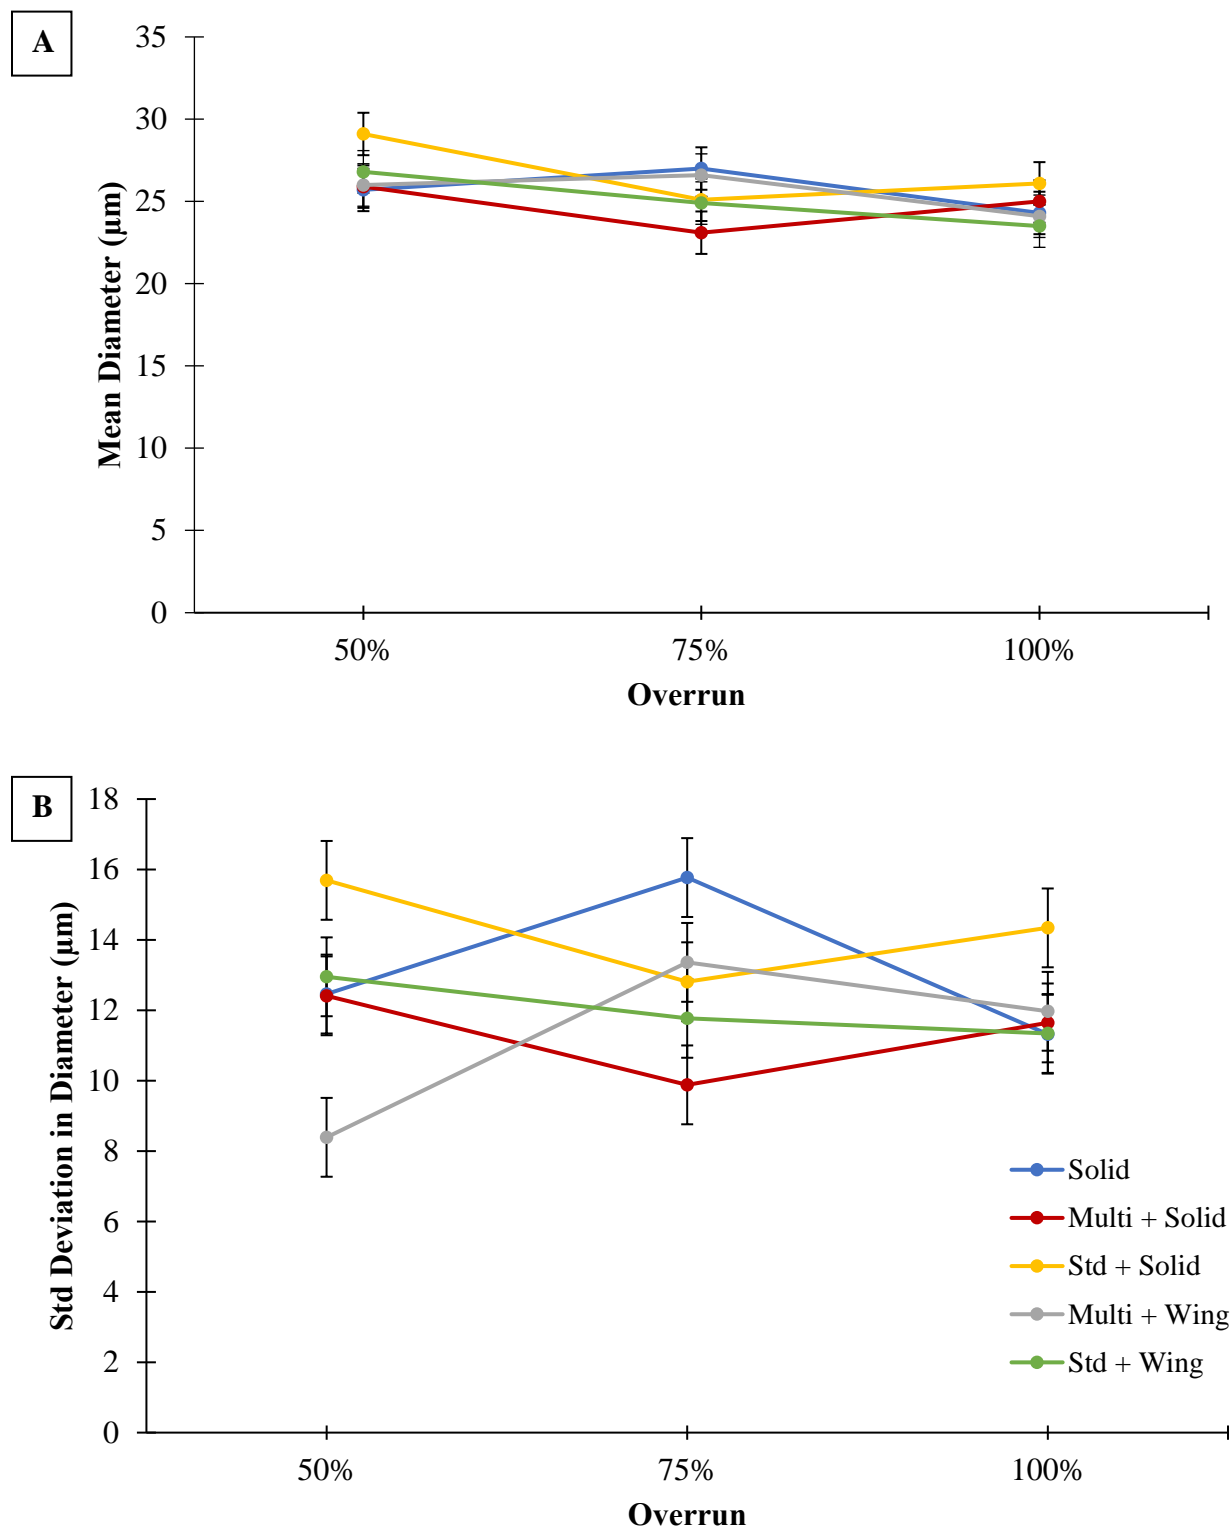 A
35
30
25
20
15
10
5
0
Mean Diameter (μm)
50% 75% 100%
Overrun
B
18
16
14
12
10
8
6
4
2
0
Std Deviation in Diameter (μm)
Solid
Multi + Solid
Std + Solid
Multi + Wing
Std + Wing
50% 75% 100%
Overrun